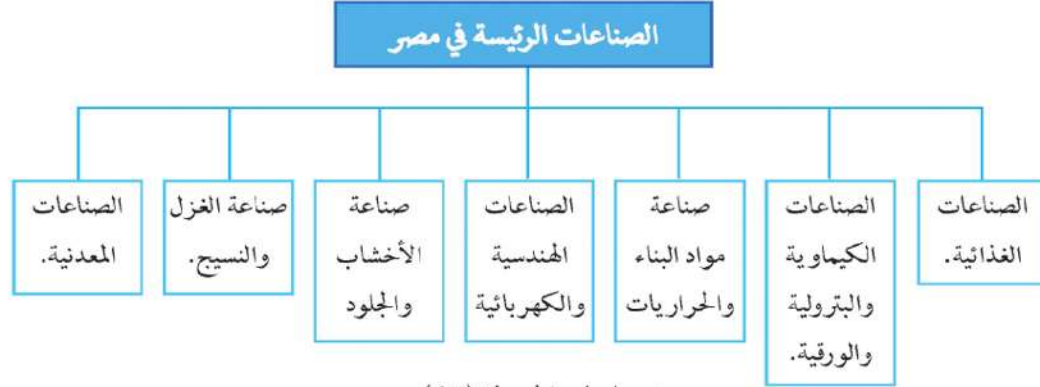 الصناعات الرئيسة في مصر
الصناعات
الغذائية.
الصناعات
الكيماوية
والبترولية
والورقية.
صناعة
مواد البناء
والحراريات
الصناعات
الهندسية
والكهربائية
صناعة
الأخشاب
والجلود
صناعة الغزل
والنسيج.
الصناعات
المعدنية.